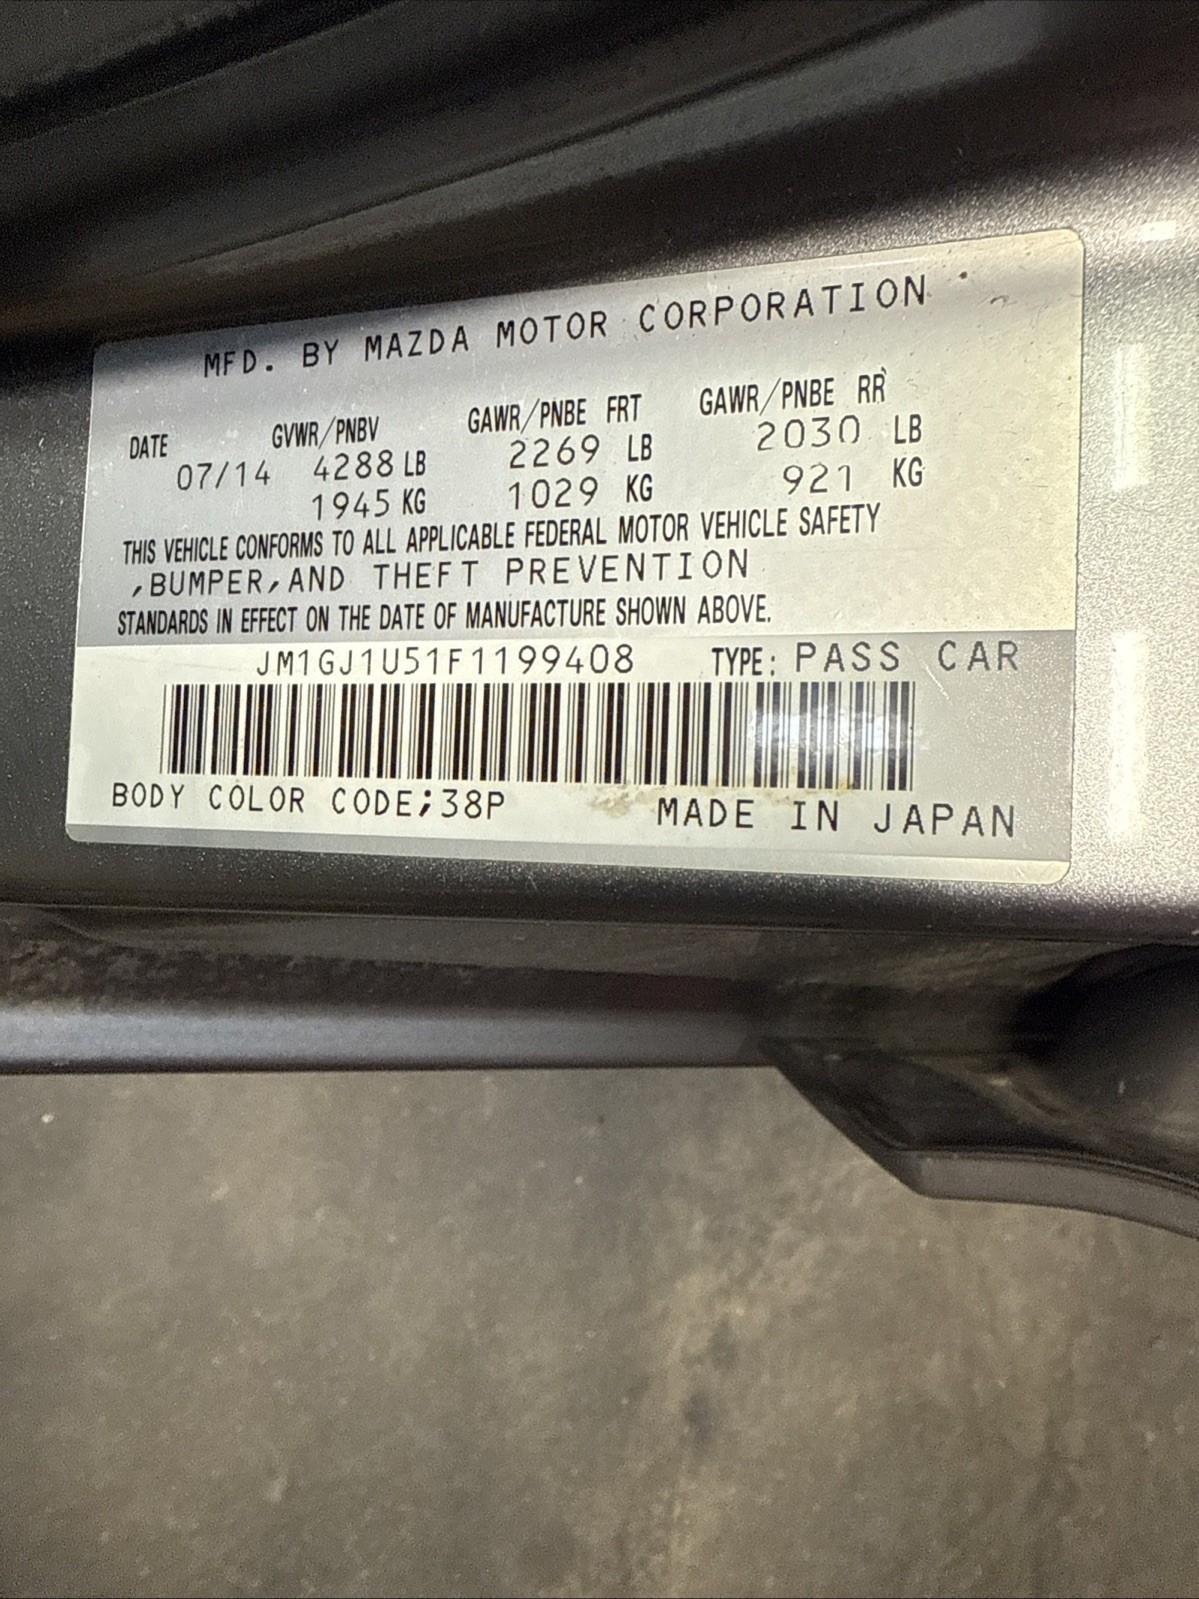 MFD. BY MAZDA MOTOR CORPORATION
DATE GVWR/PNBV GAWR/PNBE FRT GAWR/PNBE RR
07/14 4288 LB 2269 LB 2030 LB
1945 KG 1029 KG 921 KG
THIS VEHICLE CONFORMS TO ALL APPLICABLE FEDERAL MOTOR VEHICLE SAFETY
,BUMPER,AND THEFT PREVENTION
STANDARDS IN EFFECT ON THE DATE OF MANUFACTURE SHOWN ABOVE.
JM1GJ1U51F1199408 TYPE: PASS CAR
BODY COLOR CODE;38P MADE IN JAPAN